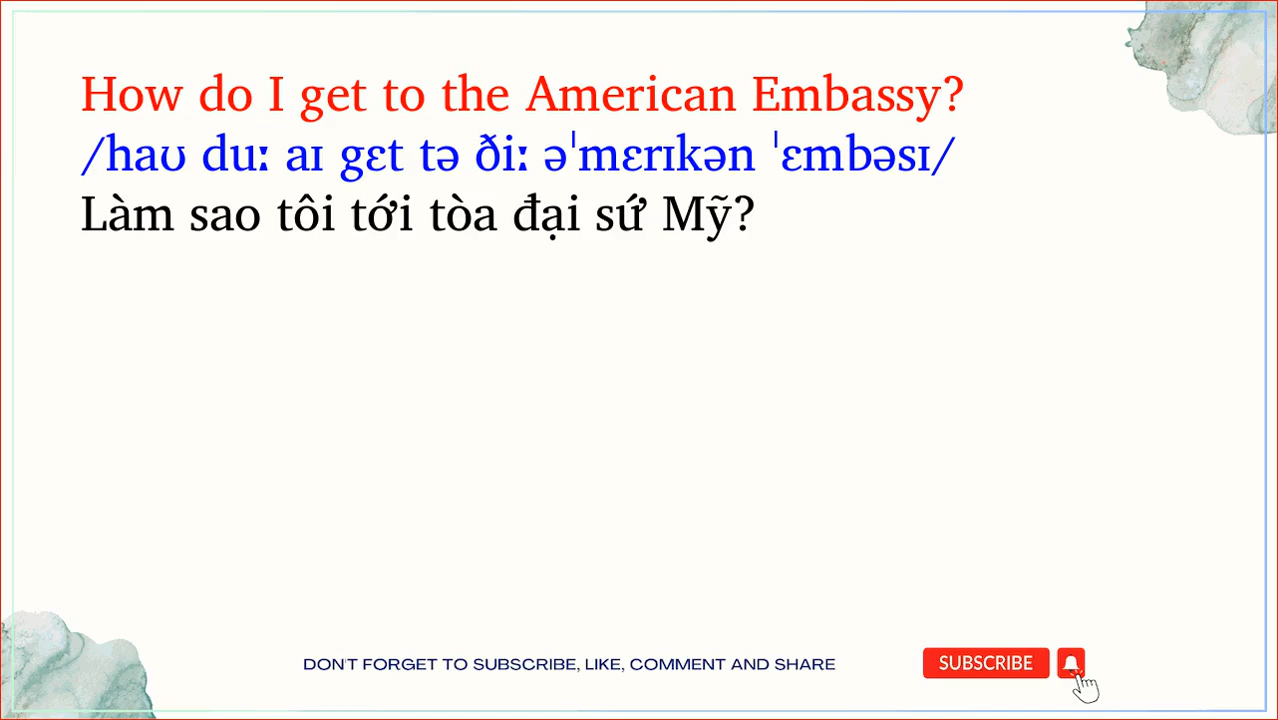 How do I get to the American Embassy?
/haʊ duː aɪ gɛt tə ðiː əˈmɛrɪkən ˈɛmbəsɪ/
Làm sao tôi tới tòa đại sứ Mỹ?
DON'T FORGET TO SUBSCRIBE, LIKE, COMMENT AND SHARE
SUBSCRIBE